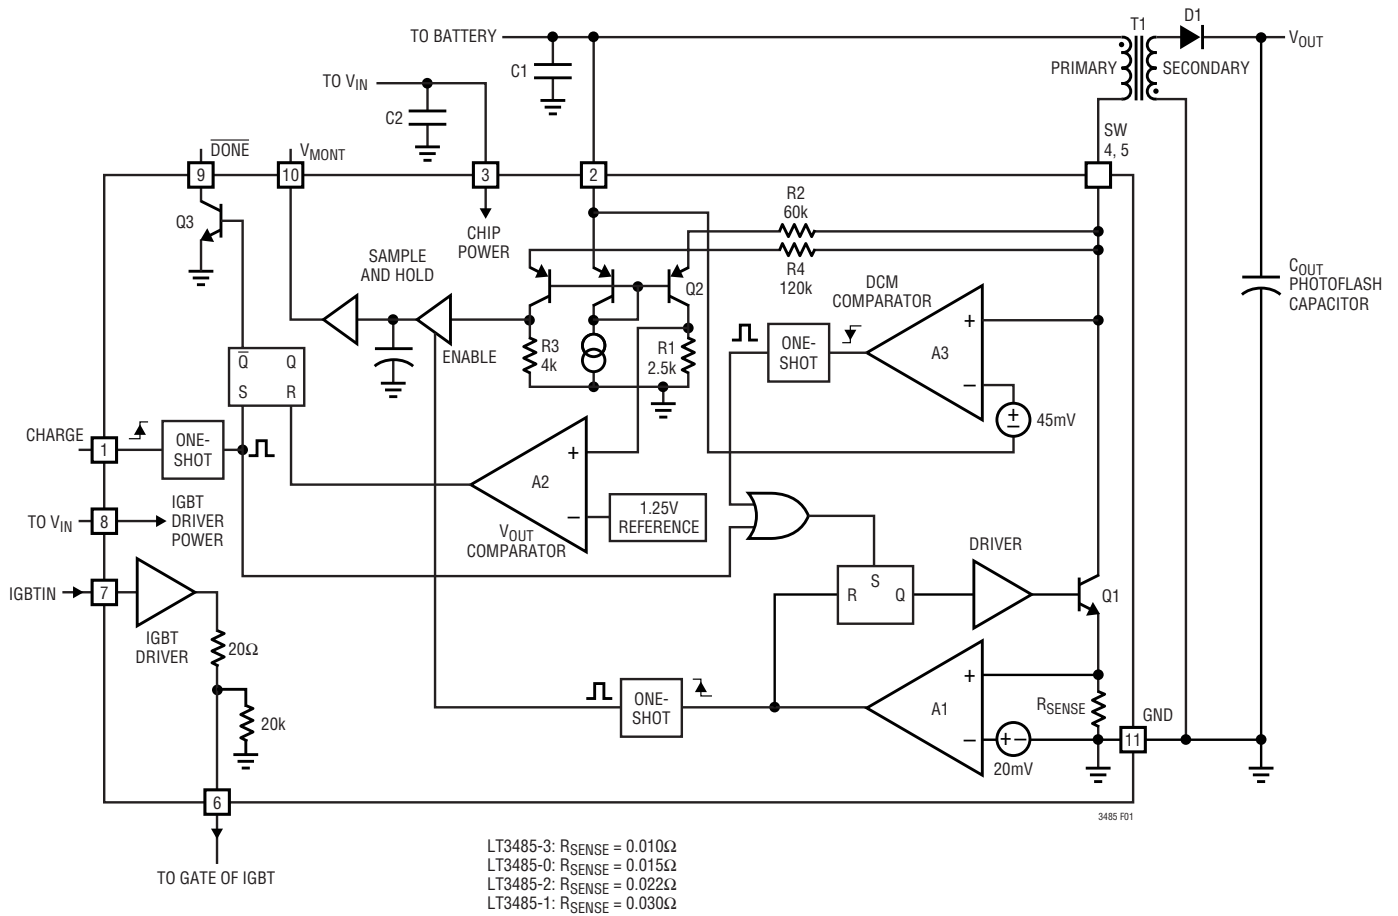 TO BATTERY
C1
T1
D1
VOUT
PRIMARY
SECONDARY
TO VIN
C2
SW
4, 5
DONE
VMONT
9
10
3
2
Q3
CHIP
POWER
R2
60k
R4
120k
SAMPLE
AND HOLD
Q2
DCM
COMPARATOR
COUT
PHOTOFLASH
CAPACITOR
ENABLE
R3
4k
R1
2.5k
ONE-
SHOT
A3
+
−
+
−
45mV
Q Q
S R
CHARGE
1
ONE-
SHOT
A2
+
−
1.25V
REFERENCE
VOUT
COMPARATOR
TO VIN
8
IGBT
DRIVER
POWER
IGBTIN
7
IGBT
DRIVER
20Ω
20k
DRIVER
S
R Q
Q1
ONE-
SHOT
A1
+
−
+ −
20mV
RSENSE
GND
11
6
TO GATE OF IGBT
3485 F01
LT3485-3: RSENSE = 0.010Ω
LT3485-0: RSENSE = 0.015Ω
LT3485-2: RSENSE = 0.022Ω
LT3485-1: RSENSE = 0.030Ω